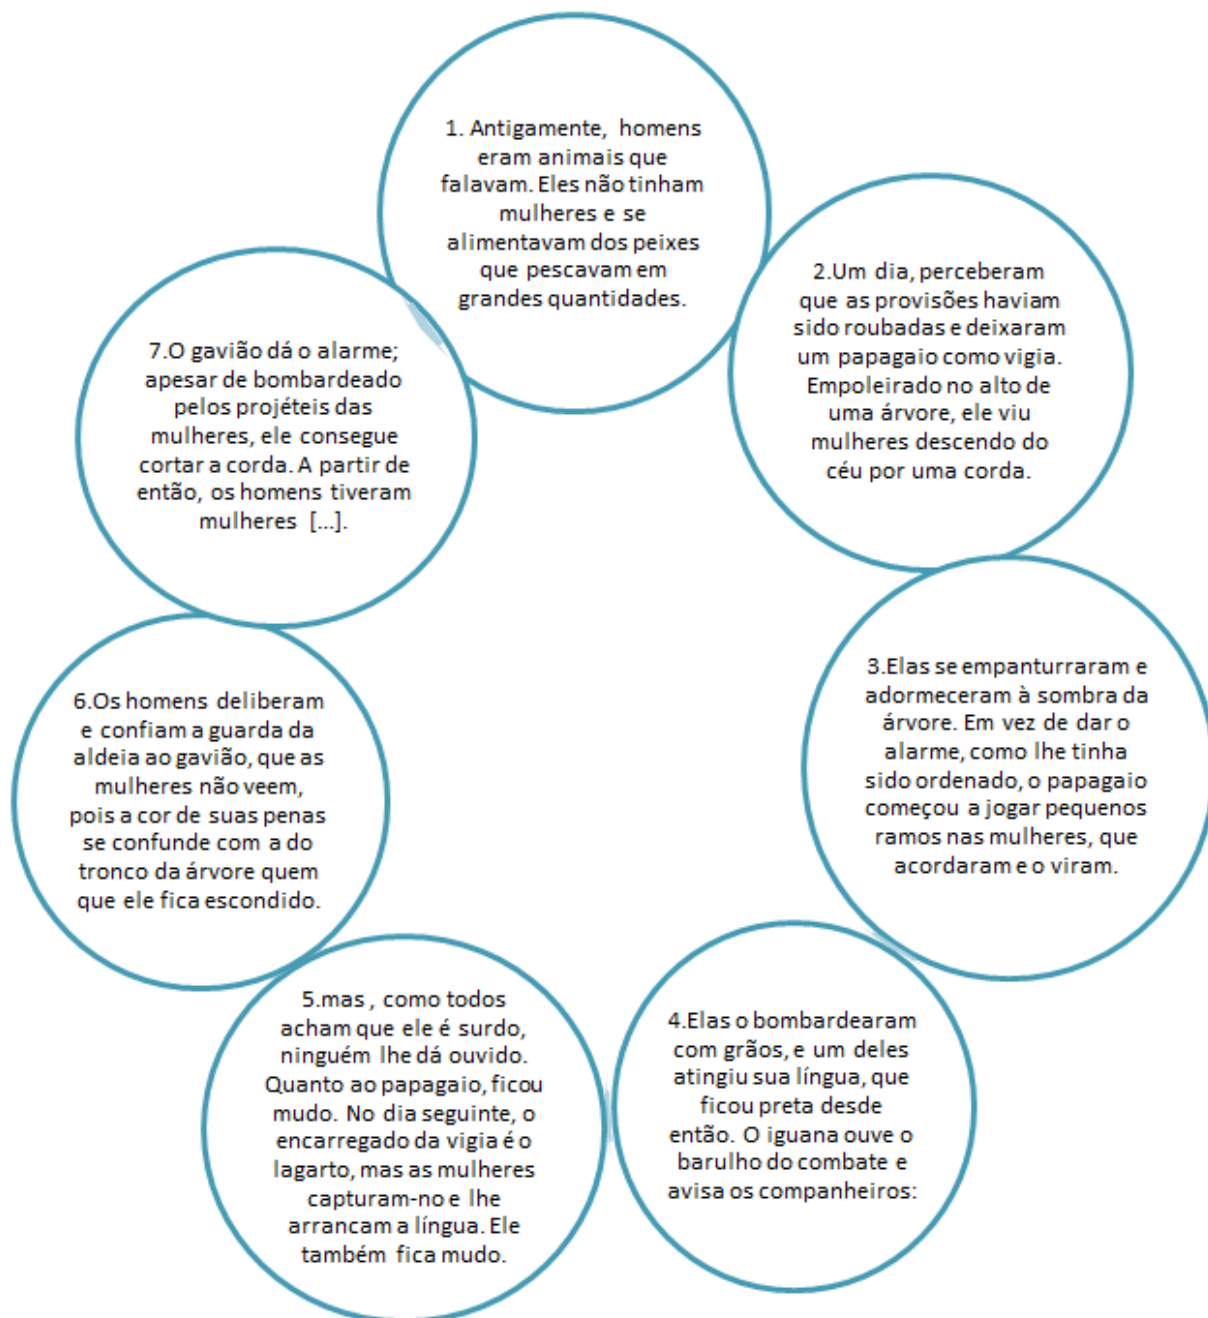 1. Antigamente, homens
eram animais que
falavam. Eles não tinham
mulheres e se
alimentavam dos peixes
que pescavam em
grandes quantidades.
2.Um dia, perceberam
que as provisões haviam
sido roubadas e deixaram
um papagaio como vigia.
Empoleirado no alto de
uma árvore, ele viu
mulheres descendo do
céu por uma corda.
3.Elas se empanturraram e
adormeceram à sombra da
árvore. Em vez de dar o
alarme, como lhe tinha
sido ordenado, o papagaio
começou a jogar pequenos
ramos nas mulheres, que
acordaram e o viram.
4.Elas o bombardearam
com grãos, e um deles
atingiu sua língua, que
ficou preta desde
então. O iguana ouve o
barulho do combate e
avisa os companheiros:
5.mas , como todos
acham que ele é surdo,
ninguém lhe dá ouvido.
Quanto ao papagaio, ficou
mudo. No dia seguinte, o
encarregado da vigia é o
lagarto, mas as mulheres
capturam-no e lhe
arrancam a língua. Ele
também fica mudo.
6.Os homens deliberam
e confiam a guarda da
aldeia ao gavião, que as
mulheres não veem,
pois a cor de suas penas
se confunde com a do
tronco da árvore quem
que ele fica escondido.
7.O gavião dá o alarme;
apesar de bombardeado
pelos projéteis das
mulheres, ele consegue
cortar a corda. A partir de
então, os homens tiveram
mulheres [...].